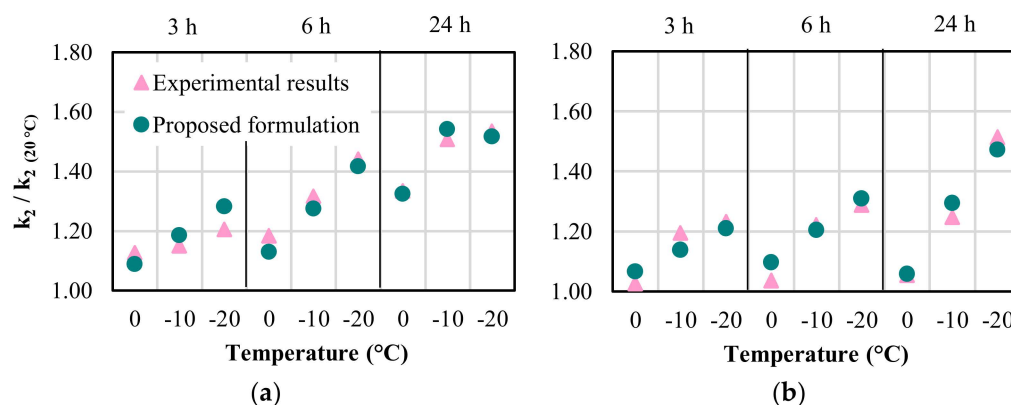 3 h 6 h 24 h
1.80
1.60
1.40
1.20
1.00
k2 / k2 (20 °C)
Experimental results
Proposed formulation
0 -10 -20 0 -10 -20 0 -10 -20
Temperature (°C)
(a)
3 h 6 h 24 h
1.80
1.60
1.40
1.20
1.00
0 -10 -20 0 -10 -20 0 -10 -20
Temperature (°C)
(b)